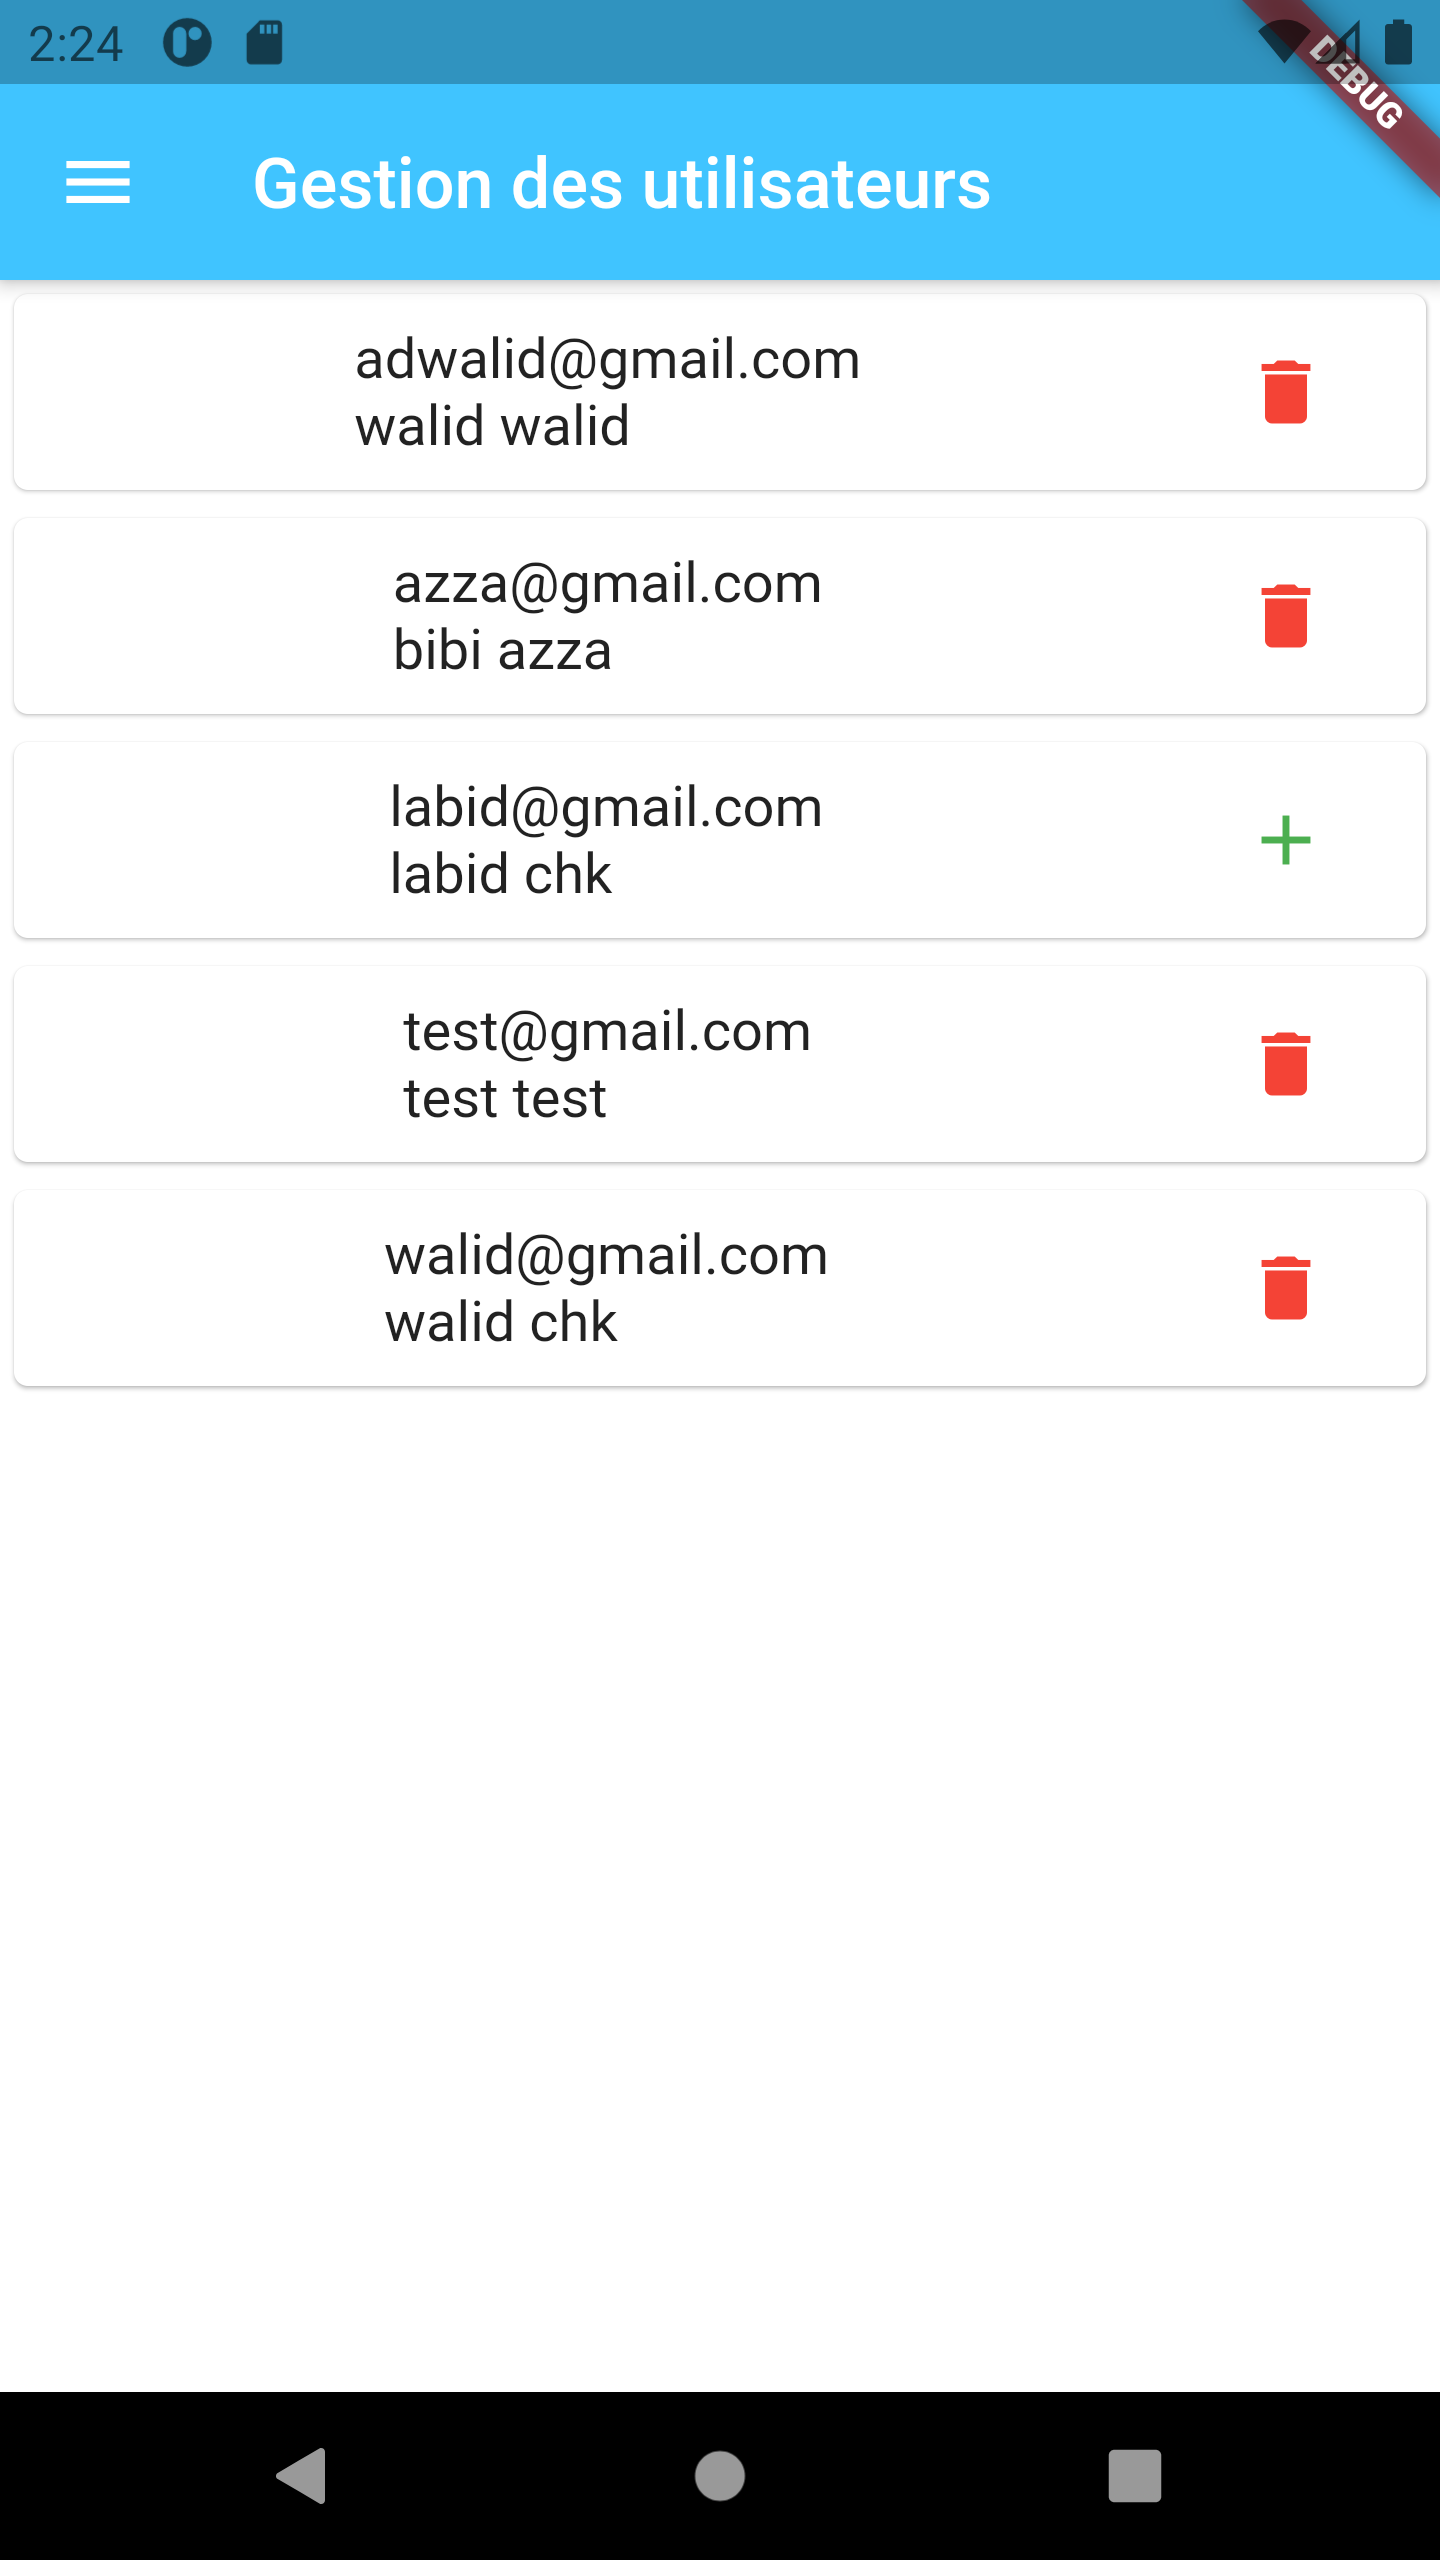 2:24
DEBUG
Gestion des utilisateurs
adwalid@gmail.com
walid walid
azza@gmail.com
bibi azza
labid@gmail.com
labid chk
test@gmail.com
test test
walid@gmail.com
walid chk